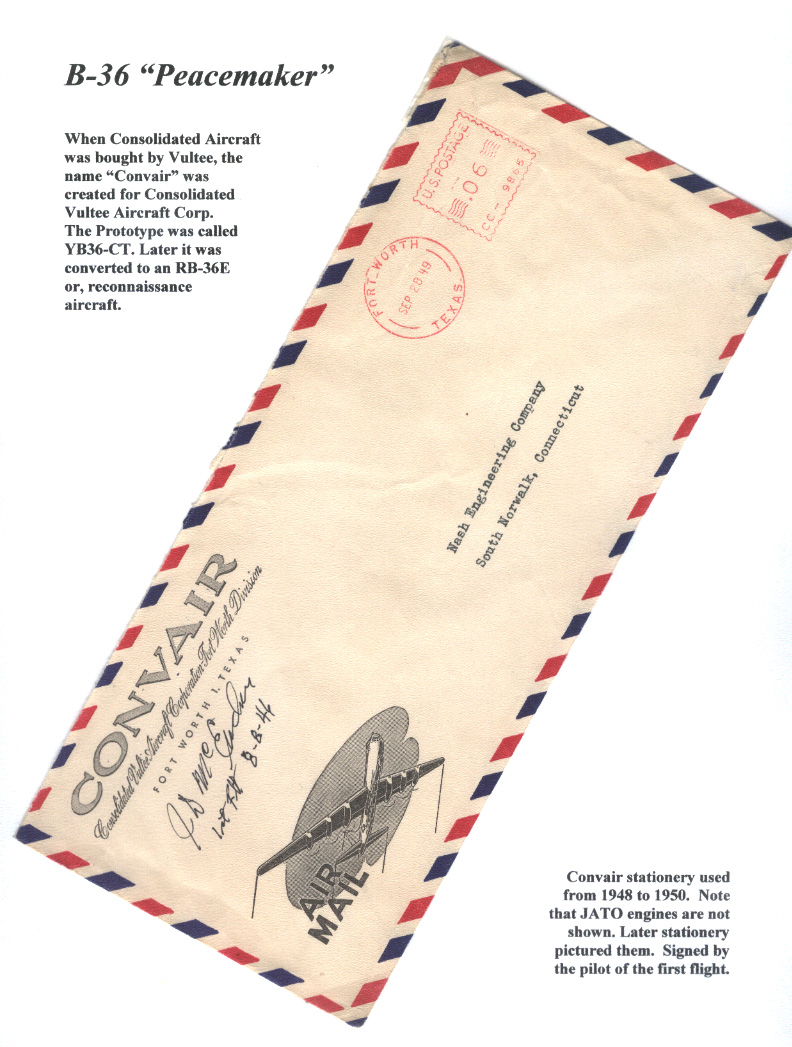 B-36 “Peacemaker”
When Consolidated Aircraft
was bought by Vultee, the
name “Convair” was
created for Consolidated
Vultee Aircraft Corp.
The Prototype was called
YB36-CT. Later it was
converted to an RB-36E
or, reconnaissance
aircraft.
U.S. POSTAGE
.06
CC- 9865
FORT WORTH
SEP 28 49
TEXAS.
Nash Engineering Company
South Norwalk, Connecticut
CONVAIR
Consolidated Vultee Aircraft Corporation Fort Worth Division
FORT WORTH 1, TEXAS
8-8-46
AIR
MAIL
Convair stationery used
from 1948 to 1950. Note
that JATO engines are not
shown. Later stationery
pictured them. Signed by
the pilot of the first flight.